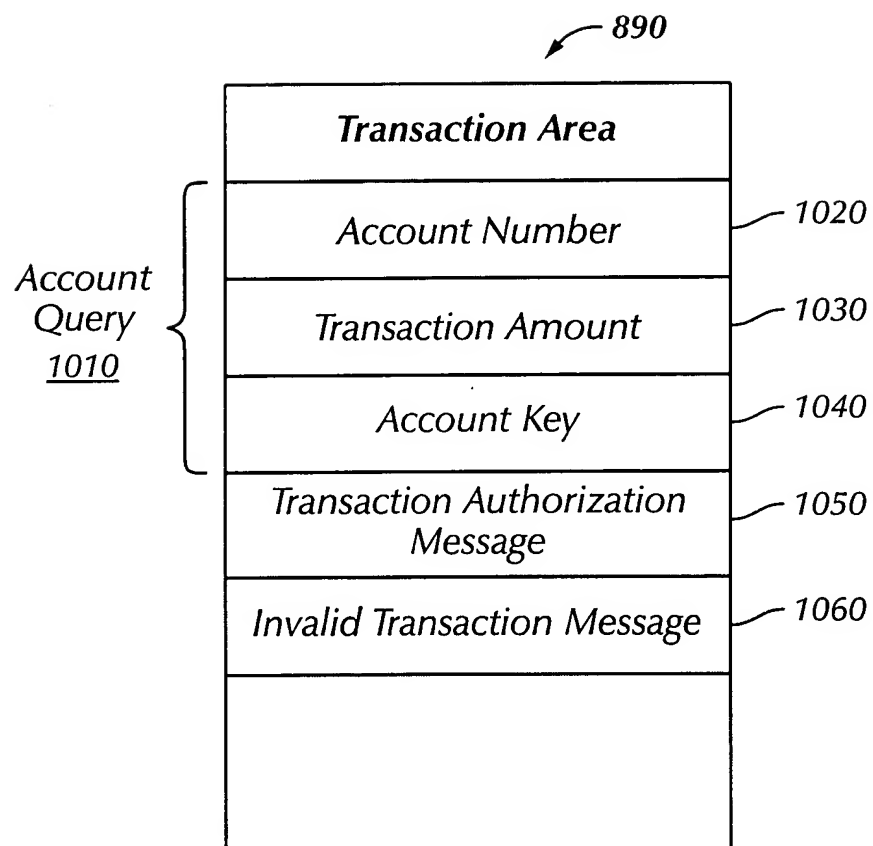 890
Transaction Area
Account Number
1020
Account
Query
1010
Transaction Amount
1030
Account Key
1040
Transaction Authorization
Message
1050
Invalid Transaction Message
1060